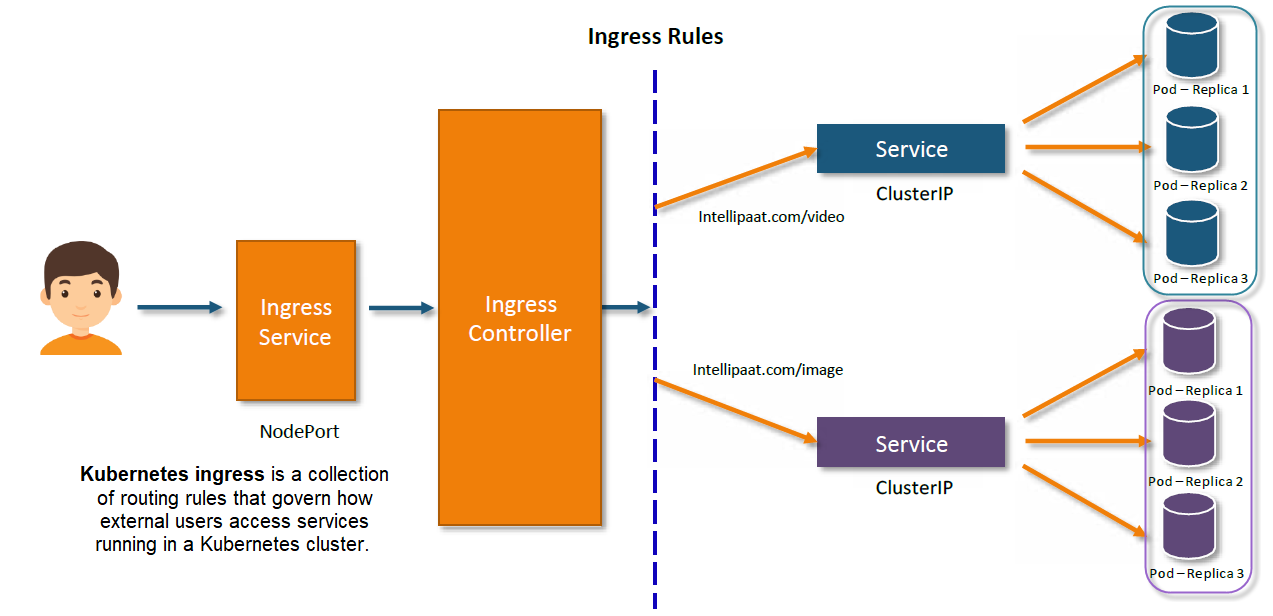 Ingress Rules
Ingress
Service
NodePort
Kubernetes ingress is a collection
of routing rules that govern how
external users access services
running in a Kubernetes cluster.
Ingress
Controller
Intellipaat.com/video
Service
ClusterIP
Pod – Replica 1
Pod – Replica 2
Pod – Replica 3
Intellipaat.com/image
Service
ClusterIP
Pod – Replica 1
Pod – Replica 2
Pod – Replica 3